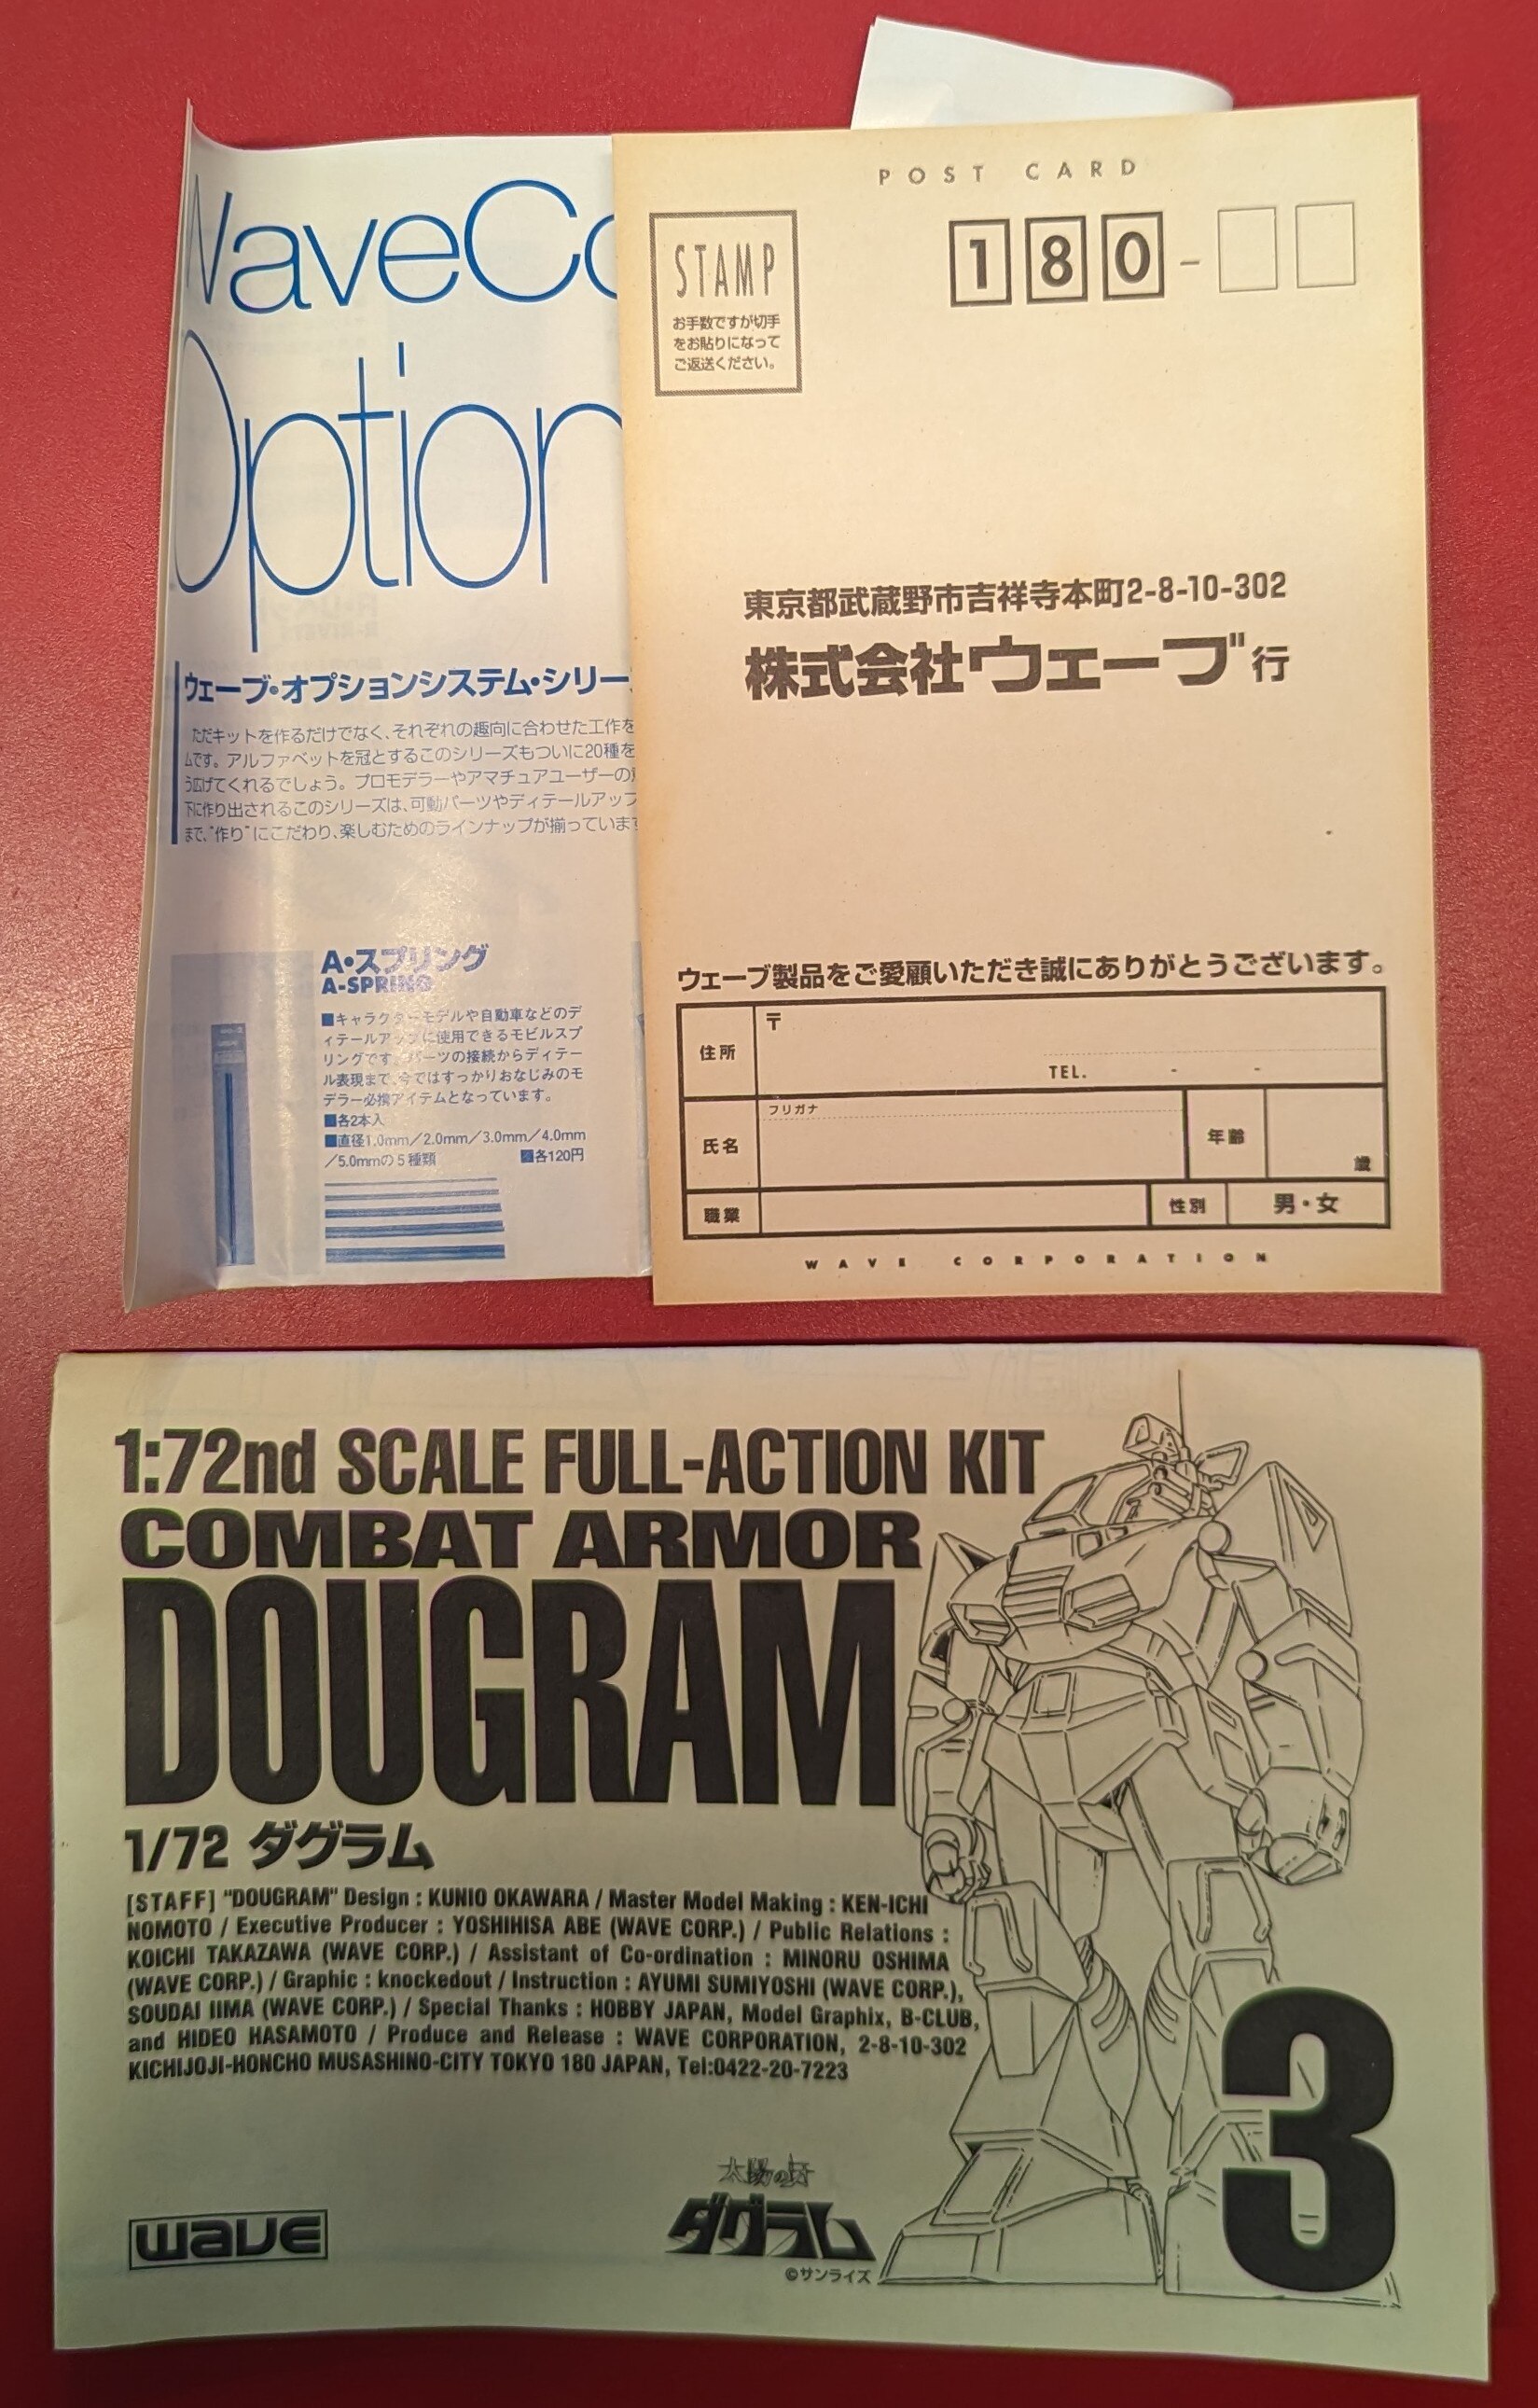 WaveCo
Option
ウェーブ・オプションシステム・シリー
ただキットを作るだけでなく、それぞれの趣向に合わせた工作を
ムです。アルファベットを冠とするこのシリーズもついに20種を
う広げてくれるでしょう。プロモデラーやアマチュアユーザーの
下に作り出されるこのシリーズは、可動パーツやディテールアップ
まで、"作り"にこだわり、楽しむためのラインナップが揃っています
A・スプリング
A-SPRING
■キャラクターモデルや自動車などのデ
ィテールアップに使用できるモビルスプ
リングです。パーツの接続からディテー
ル表現まで、今ではすっかりおなじみのモ
デラー必携アイテムとなっています。
■各2本入
■直径1.0mm／2.0mm／3.0mm／4.0mm
／5.0mmの5種類 ■各120円
POST CARD
STAMP
お手数ですが切手
をお貼りになって
ご返送ください。
180-
東京都武蔵野市吉祥寺本町2-8-10-302
株式会社ウェーブ行
ウェーブ製品をご愛顧いただき誠にありがとうございます。
住所
〒
TEL. - -
氏名
フリガナ
年齢
歳
職業
性別
男・女
WAVE CORPORATION
1:72nd SCALE FULL-ACTION KIT
COMBAT ARMOR
DOUGRAM
1/72 ダグラム
[STAFF] "DOUGRAM" Design : KUNIO OKAWARA / Master Model Making : KEN-ICHI
NOMOTO / Executive Producer : YOSHIHISA ABE (WAVE CORP.) / Public Relations :
KOICHI TAKAZAWA (WAVE CORP.) / Assistant of Co-ordination : MINORU OSHIMA
(WAVE CORP.) / Graphic : knockedout / Instruction : AYUMI SUMIYOSHI (WAVE CORP.),
SOUDAI IIMA (WAVE CORP.) / Special Thanks : HOBBY JAPAN, Model Graphix, B-CLUB,
and HIDEO HASAMOTO / Produce and Release : WAVE CORPORATION, 2-8-10-302
KICHIJOJI-HONCHO MUSASHINO-CITY TOKYO 180 JAPAN, Tel:0422-20-7223
wave
太陽の牙
ダグラム
©サンライズ
3